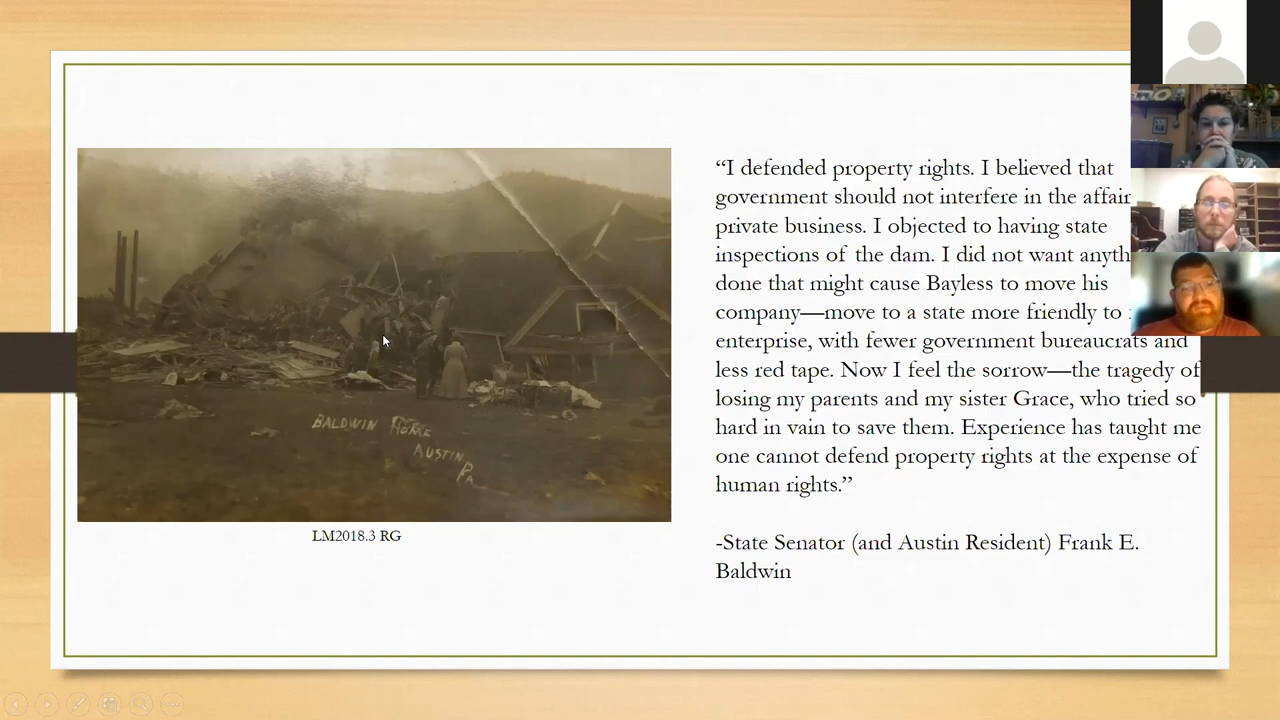 “I defended property rights. I believed that
government should not interfere in the
private business. I objected to having state
inspections of the dam. I did not want
done that might cause Bayless to move his
company—move to a state more friendly to
enterprise, with fewer government bureaucrats and
less red tape. Now I feel the sorrow—the tragedy of
losing my parents and my sister Grace, who tried so
hard in vain to save them. Experience has taught me
one cannot defend property rights at the expense of
human rights.”
-State Senator (and Austin Resident) Frank E.
Baldwin
BALDWIN HOME
AUSTIN
PA
LM2018.3 RG